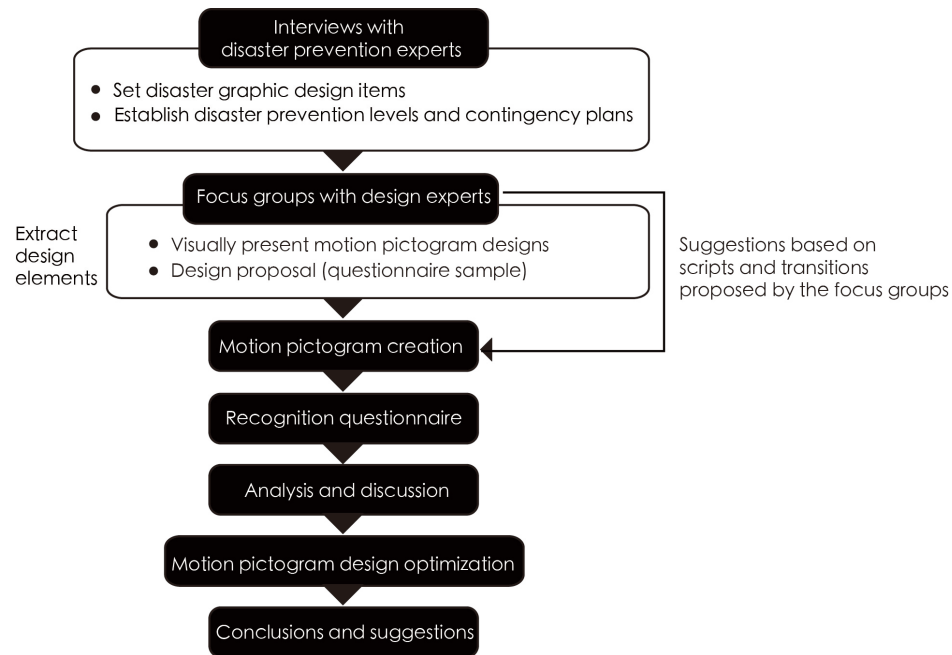 Interviews with
disaster prevention experts
● Set disaster graphic design items
● Establish disaster prevention levels and contingency plans
Focus groups with design experts
Extract
design
elements
● Visually present motion pictogram designs
● Design proposal (questionnaire sample)
Suggestions based on
scripts and transitions
proposed by the focus groups
Motion pictogram creation
Recognition questionnaire
Analysis and discussion
Motion pictogram design optimization
Conclusions and suggestions